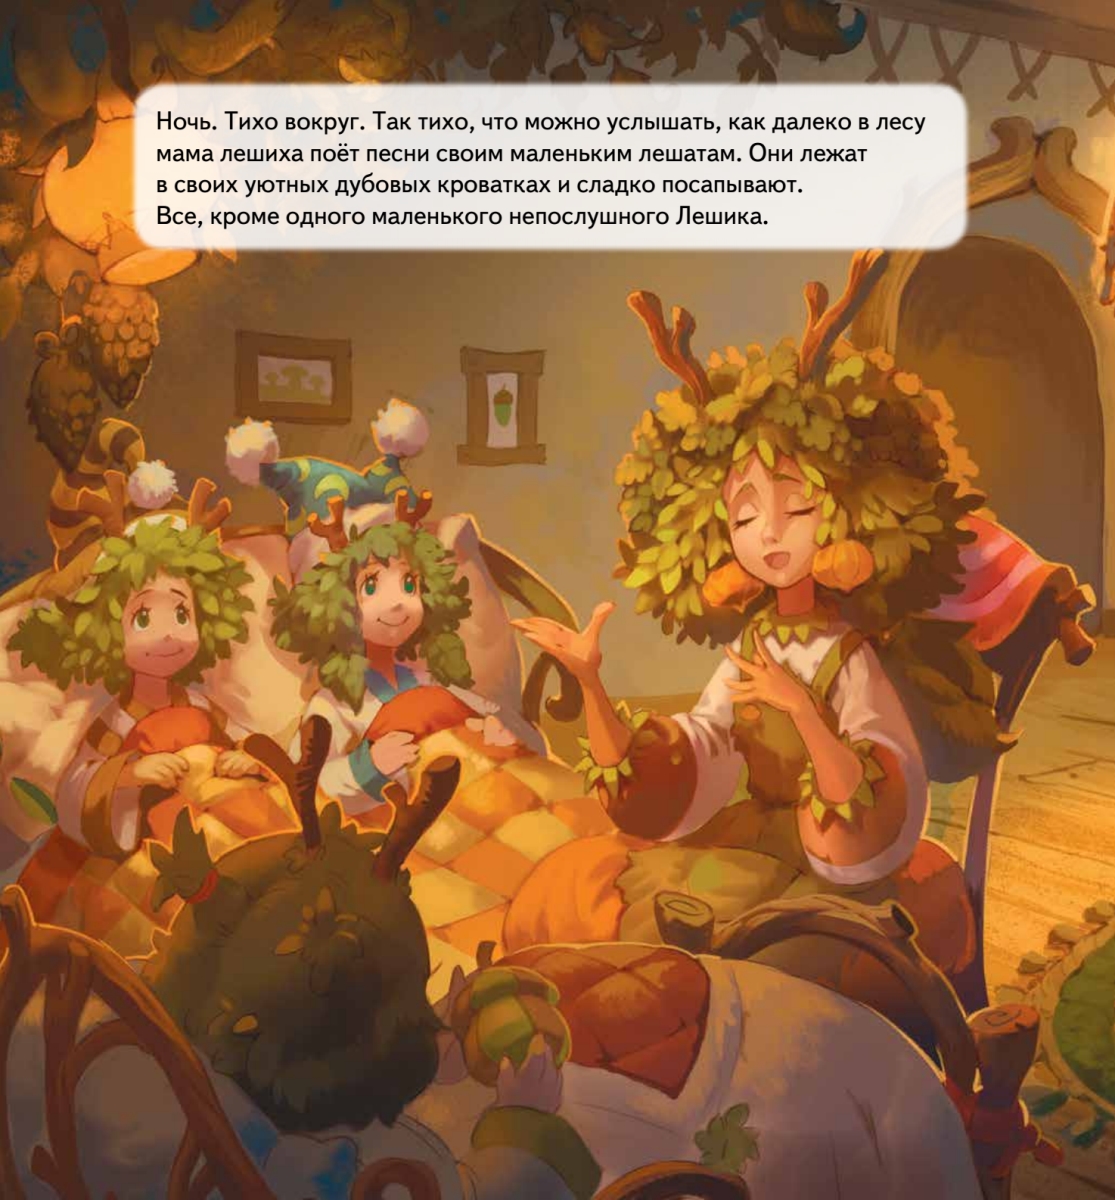 Ночь. Тихо вокруг. Так тихо, что можно услышать, как далеко в лесу
мама лешиха поёт песни своим маленьким лешатам. Они лежат
в своих уютных дубовых кроватках и сладко посапывают.
Все, кроме одного маленького непослушного Лешика.